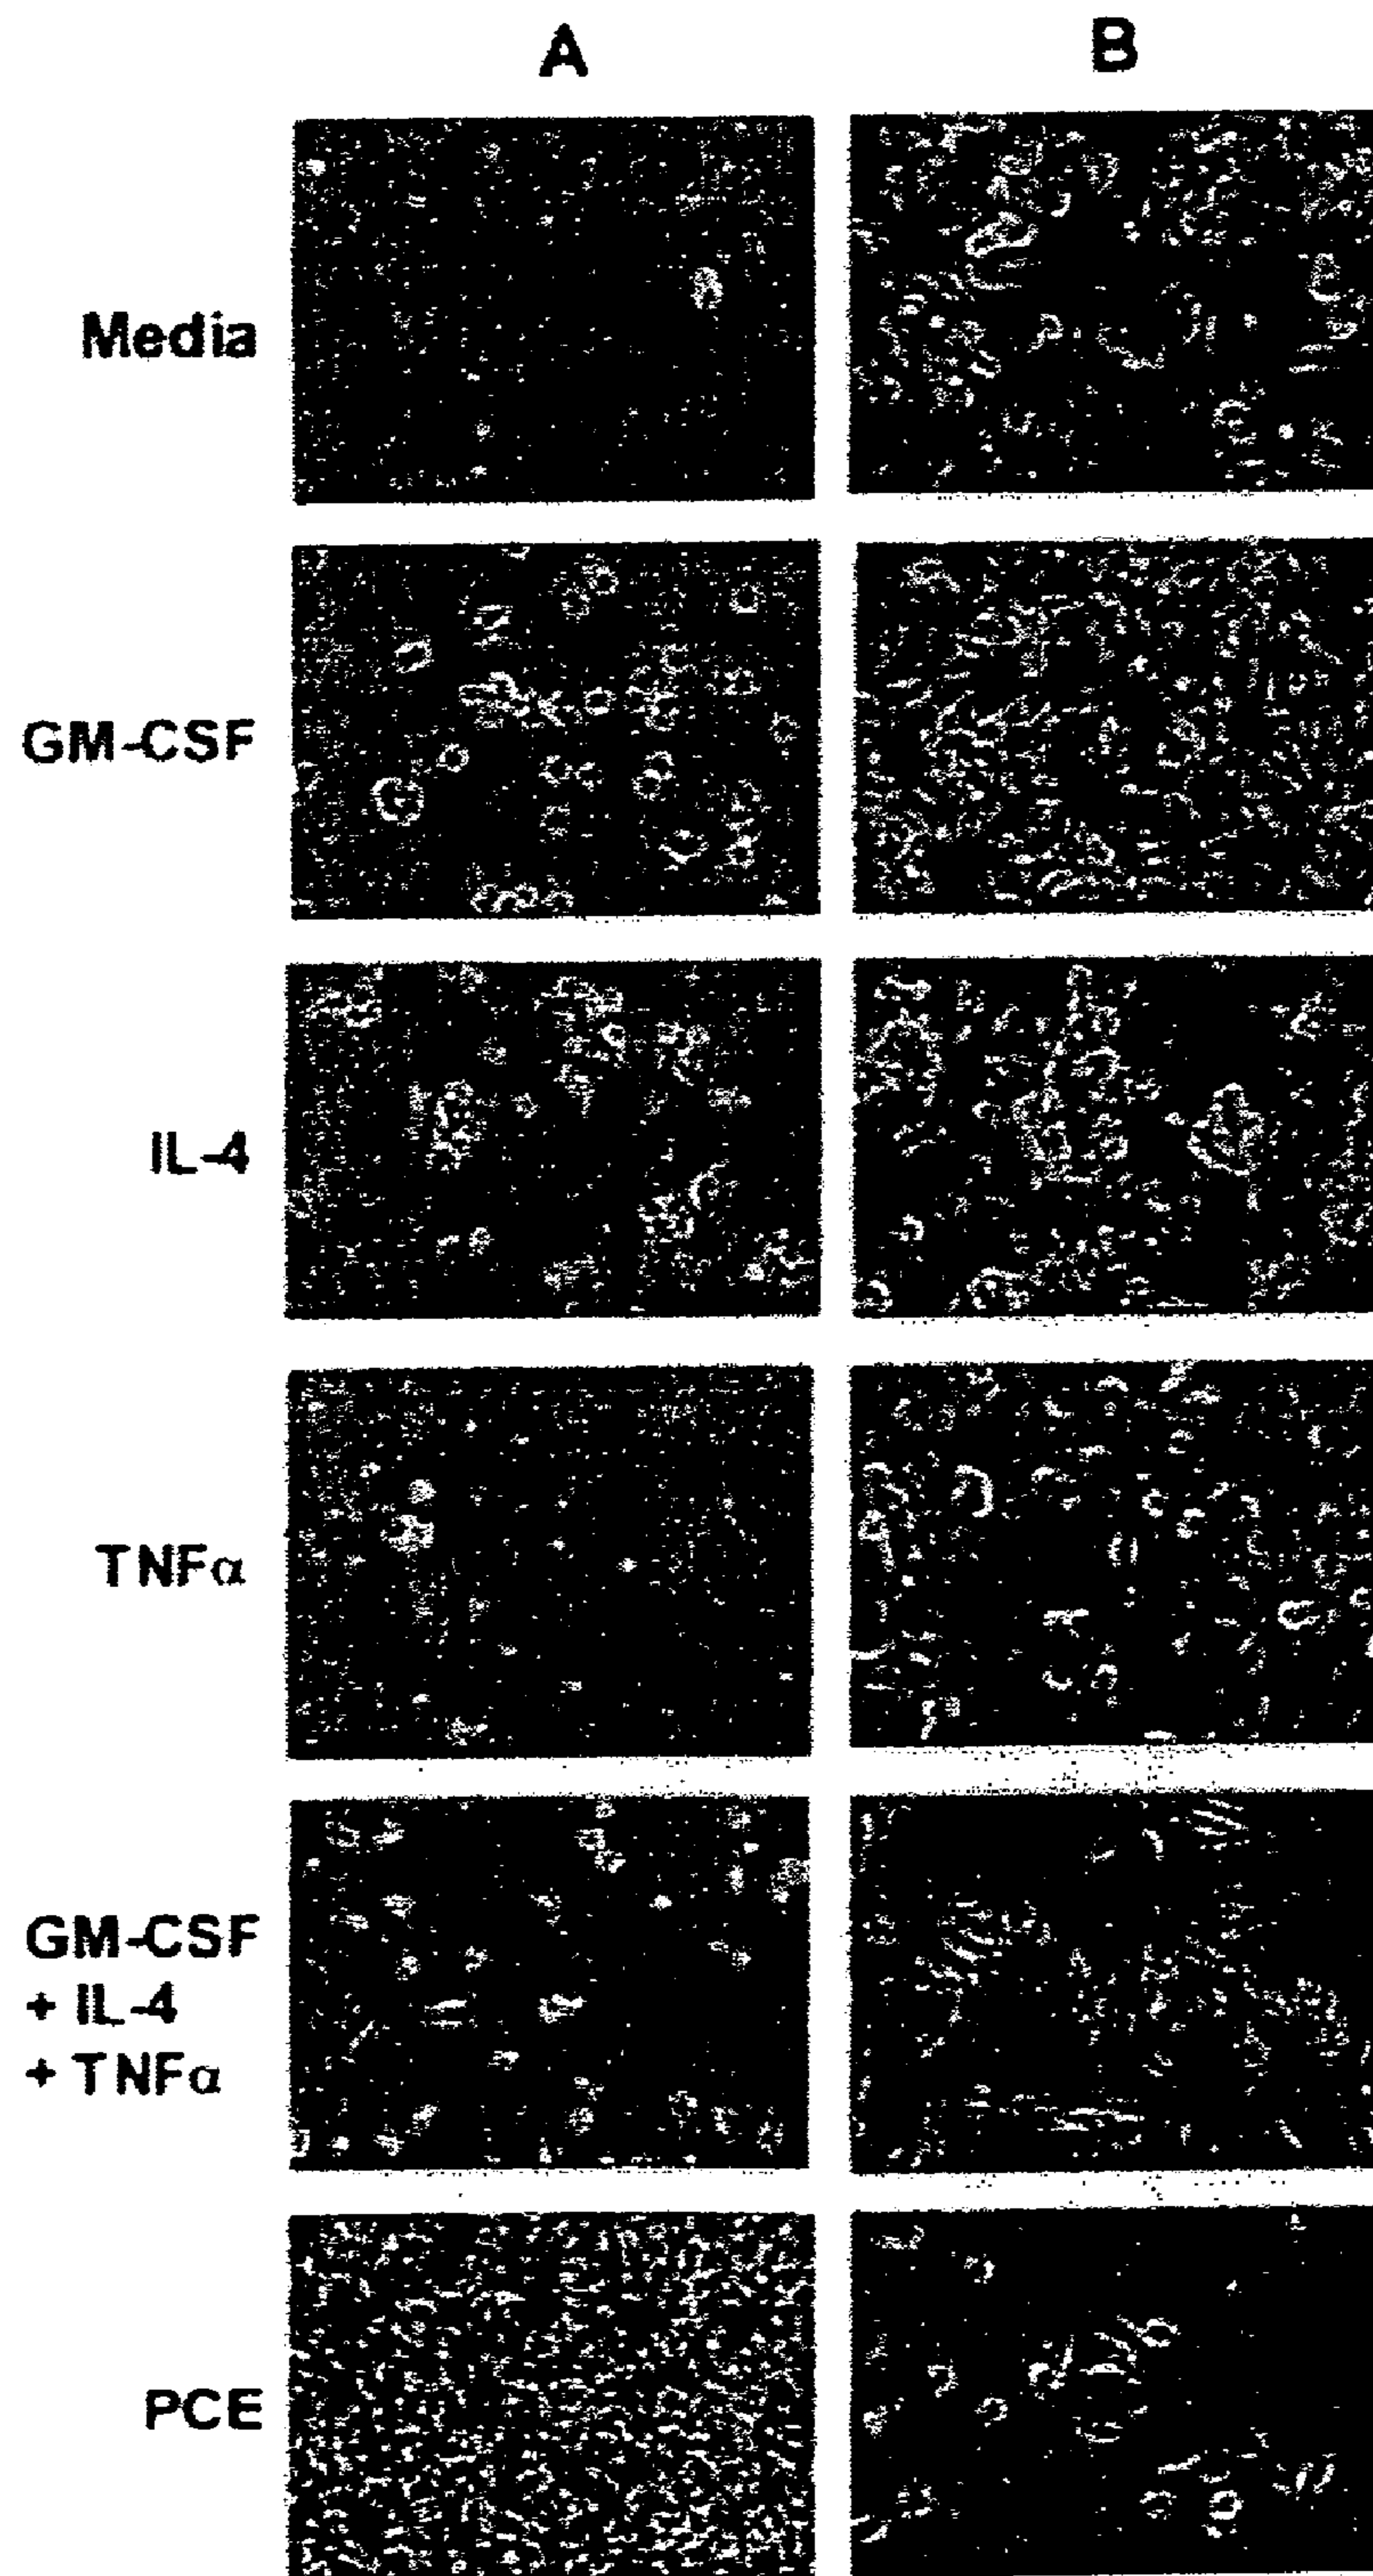 A B
Media
GM-CSF
IL-4
TNFα
GM-CSF
+ IL-4
+ TNFα
PCE